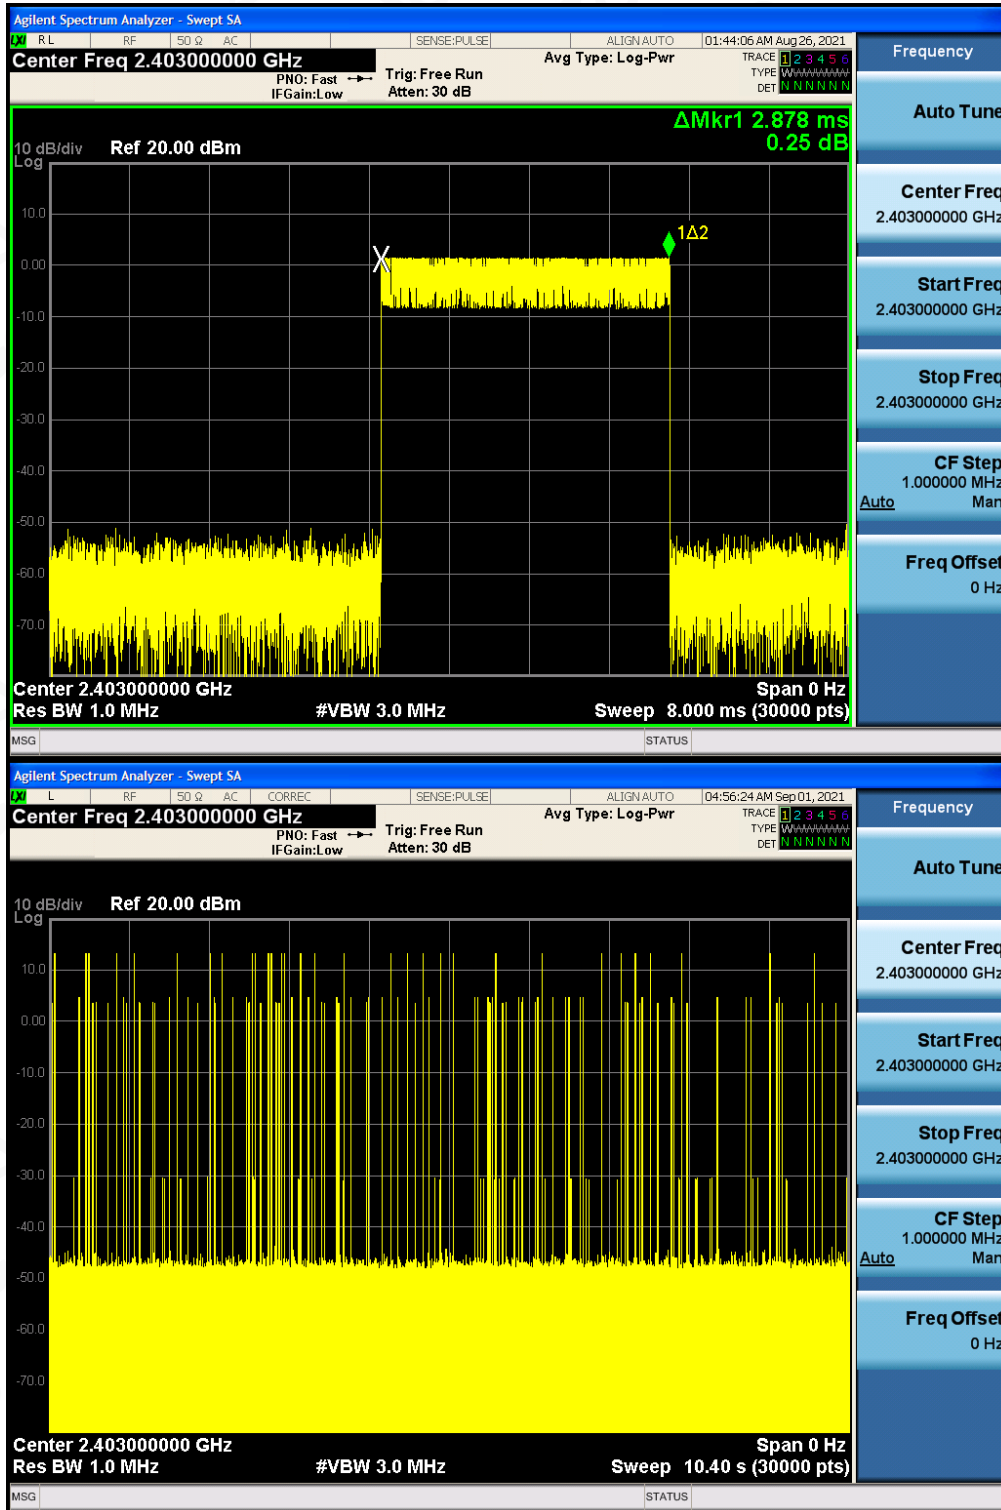 Agilent Spectrum Analyzer - Swept SA
LXI RL RF 50 Ω AC SENSE:PULSE ALIGN AUTO 01:44:06 AM Aug 26, 2021
Center Freq 2.403000000 GHz
PNO: Fast
IFGain:Low
Trig: Free Run
Atten: 30 dB
Avg Type: Log-Pwr
TRACE 1 2 3 4 5 6
TYPE W
DET N N N N N N
Frequency
Auto Tune
ΔMkr1 2.878 ms
0.25 dB
10 dB/div Ref 20.00 dBm
Log
10.0
0.00
-10.0
-20.0
-30.0
-40.0
-50.0
-60.0
-70.0
X
1Δ2
Center Freq
2.403000000 GHz
Start Freq
2.403000000 GHz
Stop Freq
2.403000000 GHz
CF Step
1.000000 MHz
Auto Man
Freq Offset
0 Hz
Center 2.403000000 GHz Span 0 Hz
Res BW 1.0 MHz #VBW 3.0 MHz Sweep 8.000 ms (30000 pts)
MSG STATUS
Agilent Spectrum Analyzer - Swept SA
LXI L RF 50 Ω AC CORREC SENSE:PULSE ALIGN AUTO 04:56:24 AM Sep 01, 2021
Center Freq 2.403000000 GHz
PNO: Fast
IFGain:Low
Trig: Free Run
Atten: 30 dB
Avg Type: Log-Pwr
TRACE 1 2 3 4 5 6
TYPE W
DET N N N N N N
Frequency
Auto Tune
10 dB/div Ref 20.00 dBm
Log
10.0
0.00
-10.0
-20.0
-30.0
-40.0
-50.0
-60.0
-70.0
Center Freq
2.403000000 GHz
Start Freq
2.403000000 GHz
Stop Freq
2.403000000 GHz
CF Step
1.000000 MHz
Auto Man
Freq Offset
0 Hz
Center 2.403000000 GHz Span 0 Hz
Res BW 1.0 MHz #VBW 3.0 MHz Sweep 10.40 s (30000 pts)
MSG STATUS